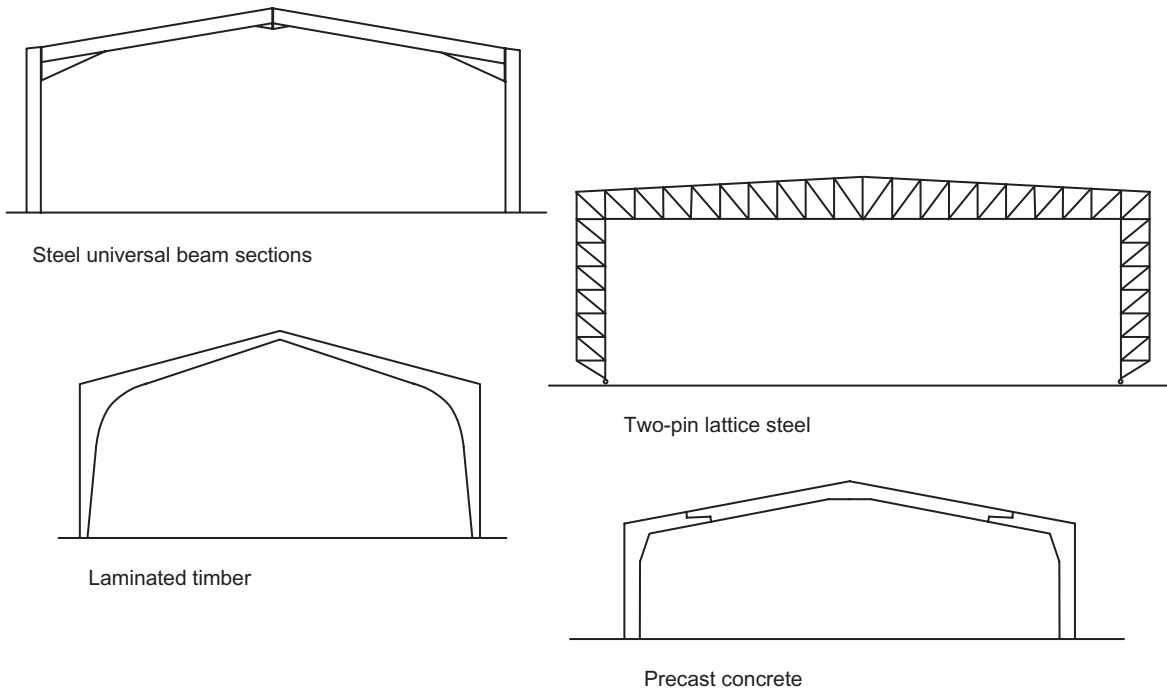 Steel universal beam sections
Two-pin lattice steel
Laminated timber
Precast concrete